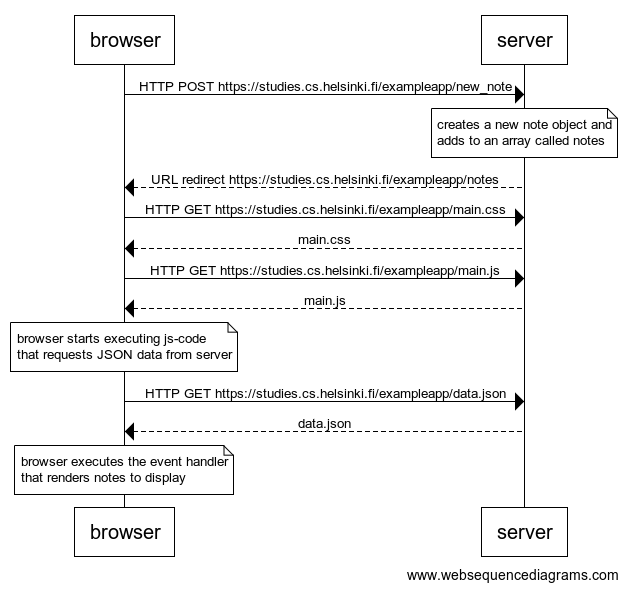 browser
server
HTTP POST https://studies.cs.helsinki.fi/exampleapp/new_note
creates a new note object and
adds to an array called notes
URL redirect https://studies.cs.helsinki.fi/exampleapp/notes
HTTP GET https://studies.cs.helsinki.fi/exampleapp/main.css
main.css
HTTP GET https://studies.cs.helsinki.fi/exampleapp/main.js
main.js
browser starts executing js-code
that requests JSON data from server
HTTP GET https://studies.cs.helsinki.fi/exampleapp/data.json
data.json
browser executes the event handler
that renders notes to display
browser
server
www.websequencediagrams.com